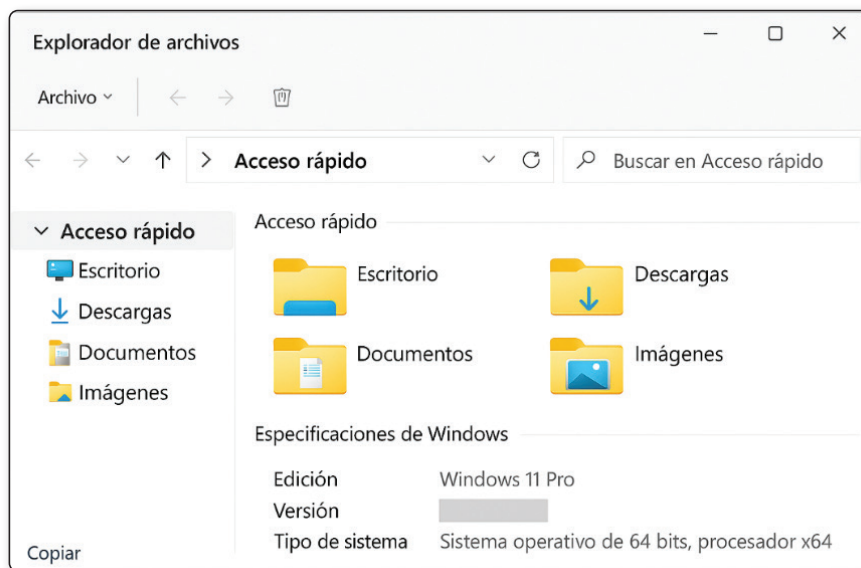 Explorador de archivos
Archivo
Acceso rápido
Buscar en Acceso rápido
Acceso rápido
Escritorio
Descargas
Documentos
Imágenes
Acceso rápido
Escritorio
Descargas
Documentos
Imágenes
Especificaciones de Windows
Edición Windows 11 Pro
Versión
Tipo de sistema Sistema operativo de 64 bits, procesador x64
Copiar